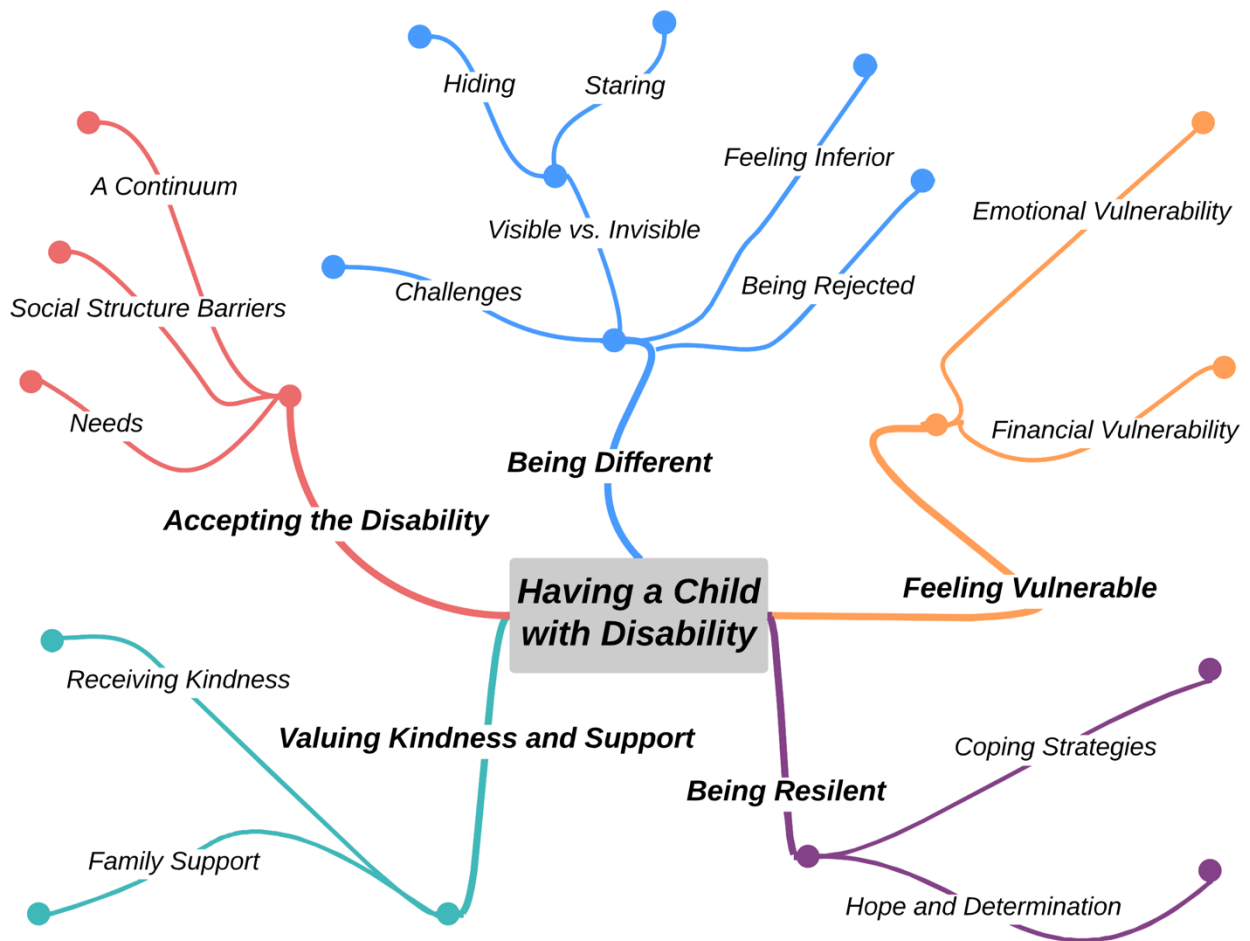 Hiding
Staring
Feeling Inferior
A Continuum
Emotional Vulnerability
Visible vs. Invisible
Being Rejected
Challenges
Social Structure Barriers
Needs
Financial Vulnerability
Being Different
Accepting the Disability
Feeling Vulnerable
Having a Child
with Disability
Receiving Kindness
Valuing Kindness and Support
Coping Strategies
Being Resilent
Family Support
Hope and Determination